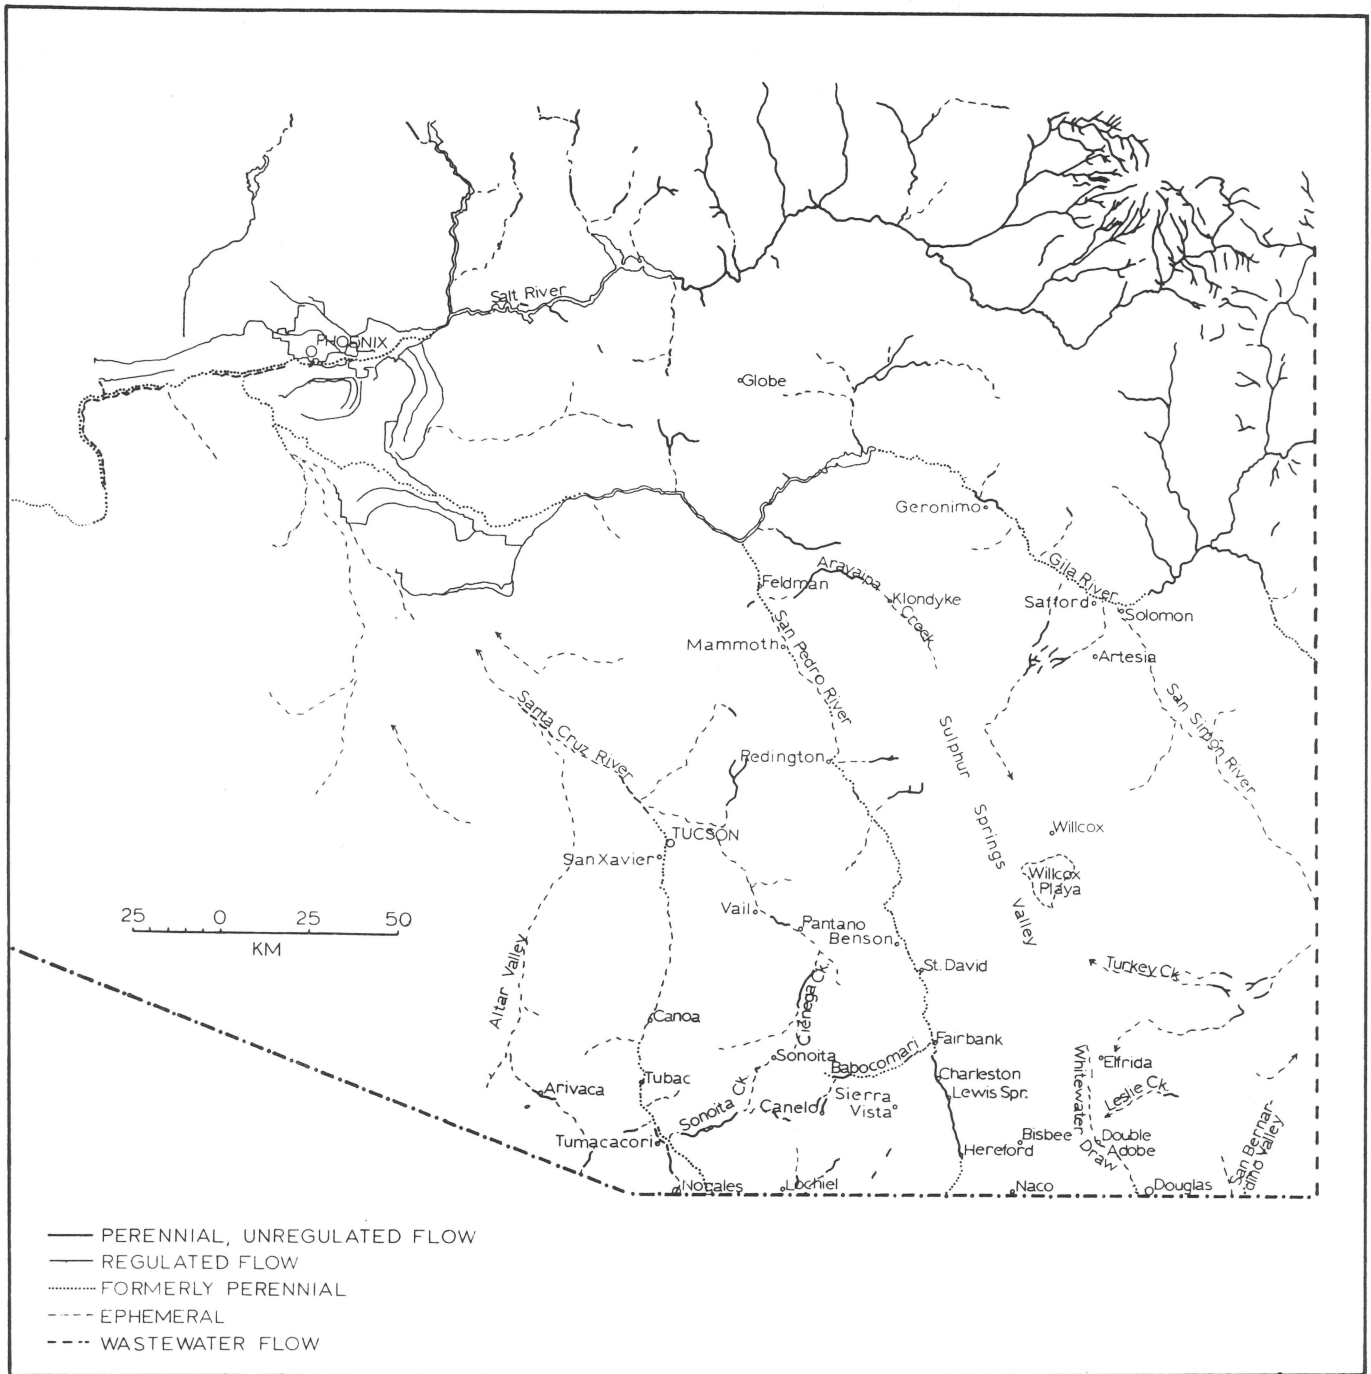 Salt River
PHOENIX
Globe
Geronimo
Gila River
Aravaipa
Creek
Feldman
Klondyke
Safford
Solomon
Mammoth
San Pedro River
Artesia
Santa Cruz River
San Simón River
Sulphur
Springs
Valley
Redington
TUCSON
Willcox
San Xavier
Willcox
Playa
Vail
Pantano
Benson
25 0 25 50
KM
Altar Valley
Ciénega Ck.
St. David
Turkey Ck.
Canoa
Fairbank
Sonoita
Babocomari
Whitewater Draw
Elfrida
Tubac
Charleston
Arivaca
Sonoita Ck.
Canelo
Sierra
Vista
Lewis Spr.
Leslie Ck.
Tumacacori
Bisbee
Double
Adobe
Hereford
San Bernar-
dino Valley
Nogales
Lochiel
Naco
Douglas
PERENNIAL, UNREGULATED FLOW
REGULATED FLOW
FORMERLY PERENNIAL
EPHEMERAL
WASTEWATER FLOW